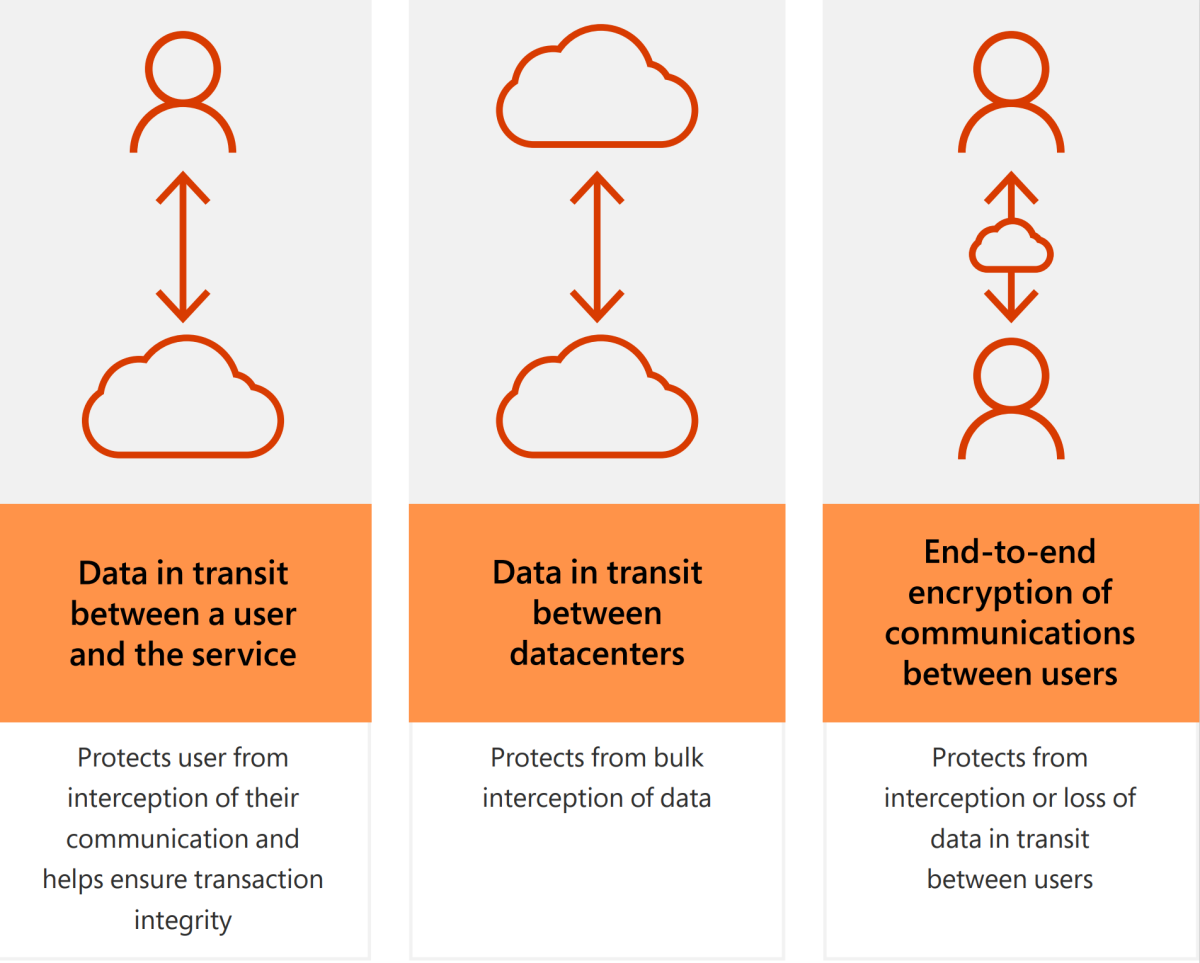 Data in transit
between a user
and the service
Protects user from
interception of their
communication and
helps ensure transaction
integrity
Data in transit
between
datacenters
Protects from bulk
interception of data
End-to-end
encryption of
communications
between users
Protects from
interception or loss of
data in transit
between users